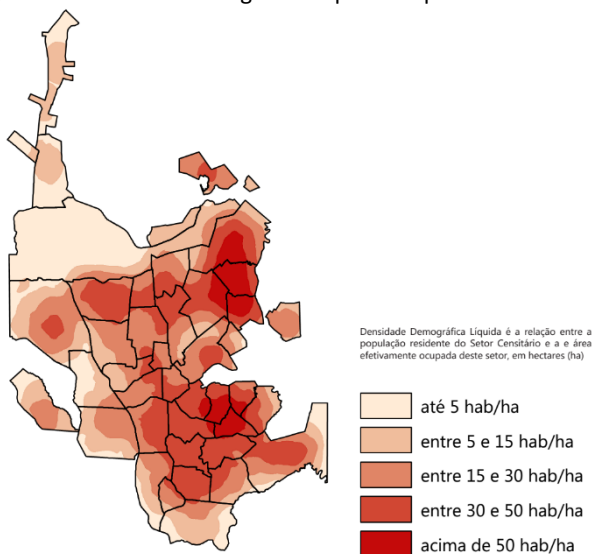 Densidade Demográfica Líquida é a relação entre a
população residente do Setor Censitário e a e área
efetivamente ocupada deste setor, em hectares (ha)
até 5 hab/ha
entre 5 e 15 hab/ha
entre 15 e 30 hab/ha
entre 30 e 50 hab/ha
acima de 50 hab/ha